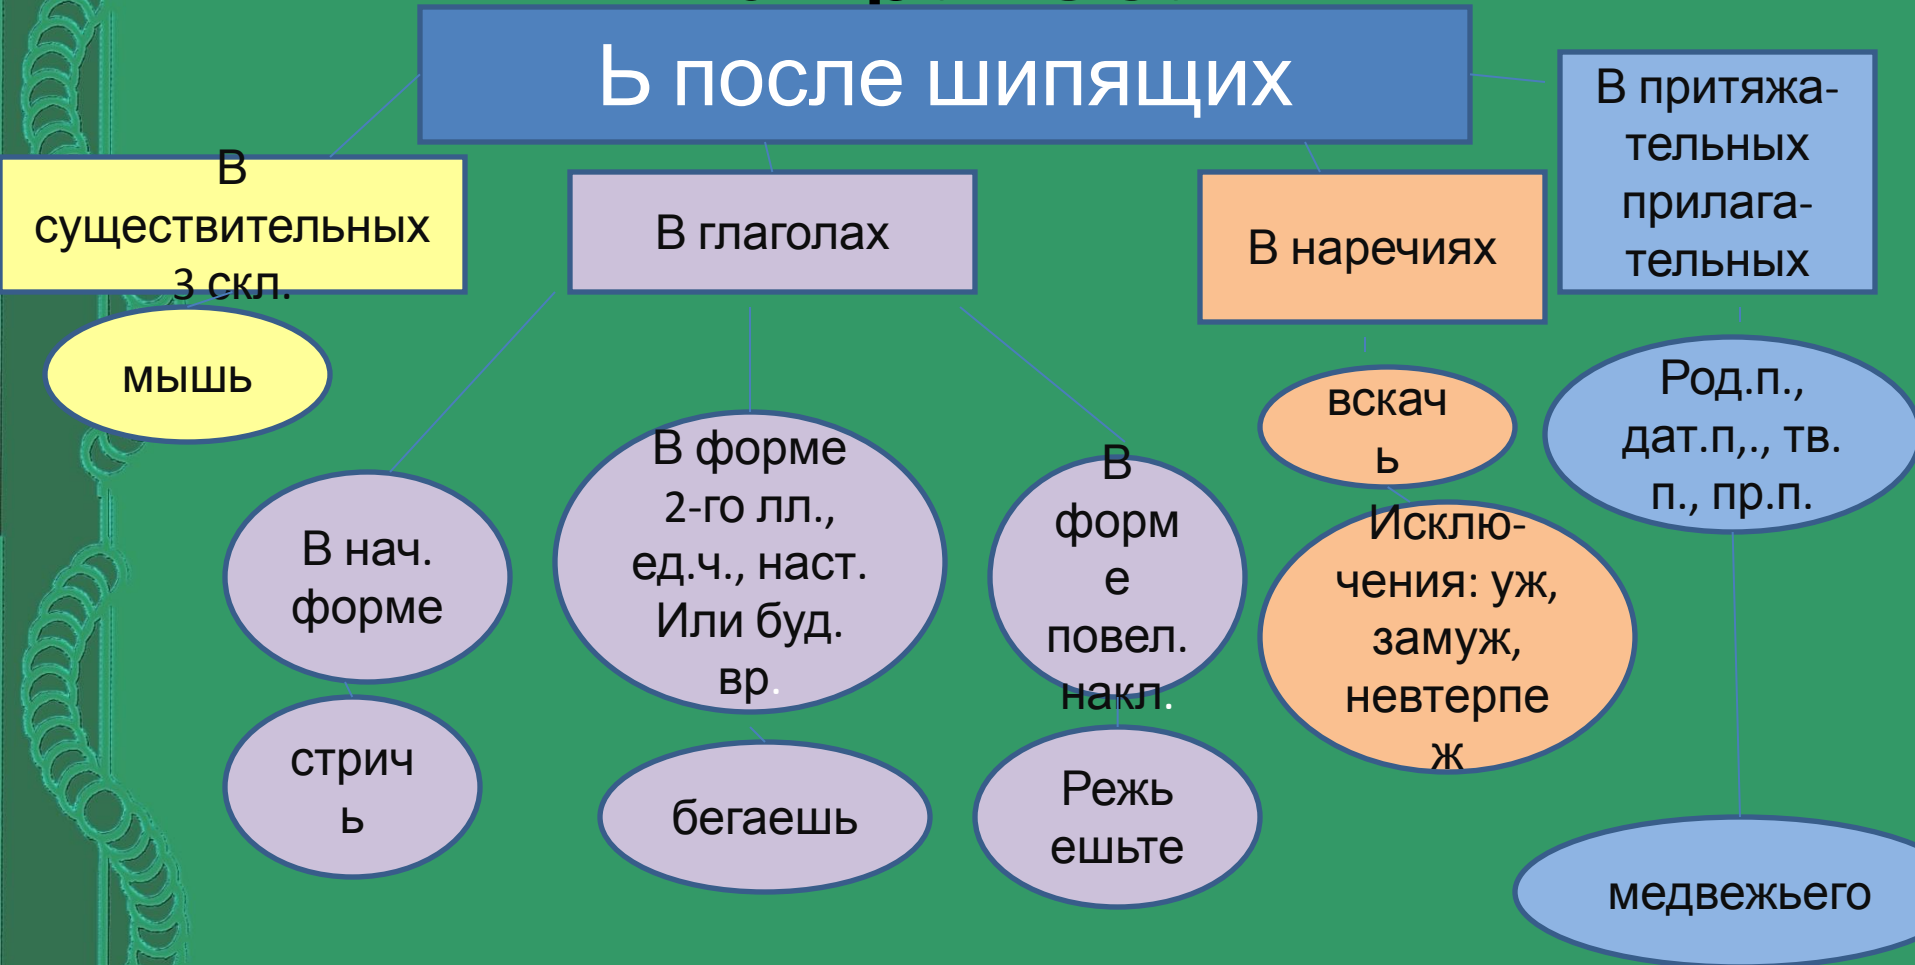 Ь после шипящих
В
существительных
3 скл.
мышь
В глаголах
В нач.
форме
стрич
ь
В форме
2-го лл.,
ед.ч., наст.
Или буд.
вр.
бегаешь
В
форм
е
повел.
накл.
Режь
ешьте
В наречиях
вскач
ь
Исклю-
чения: уж,
замуж,
невтерпе
ж
В притяжа-
тельных
прилага-
тельных
Род.п.,
дат.п,., тв.
п., пр.п.
медвежьего